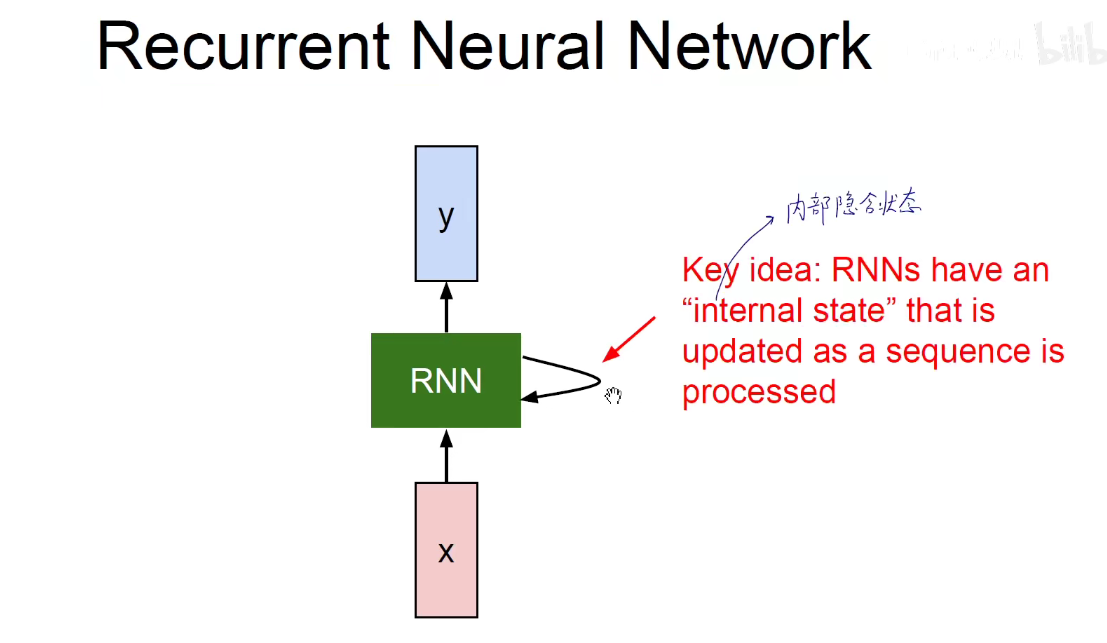 Recurrent Neural Network
y
内部隐含状态
Key idea: RNNs have an
“internal state” that is
updated as a sequence is
processed
RNN
x